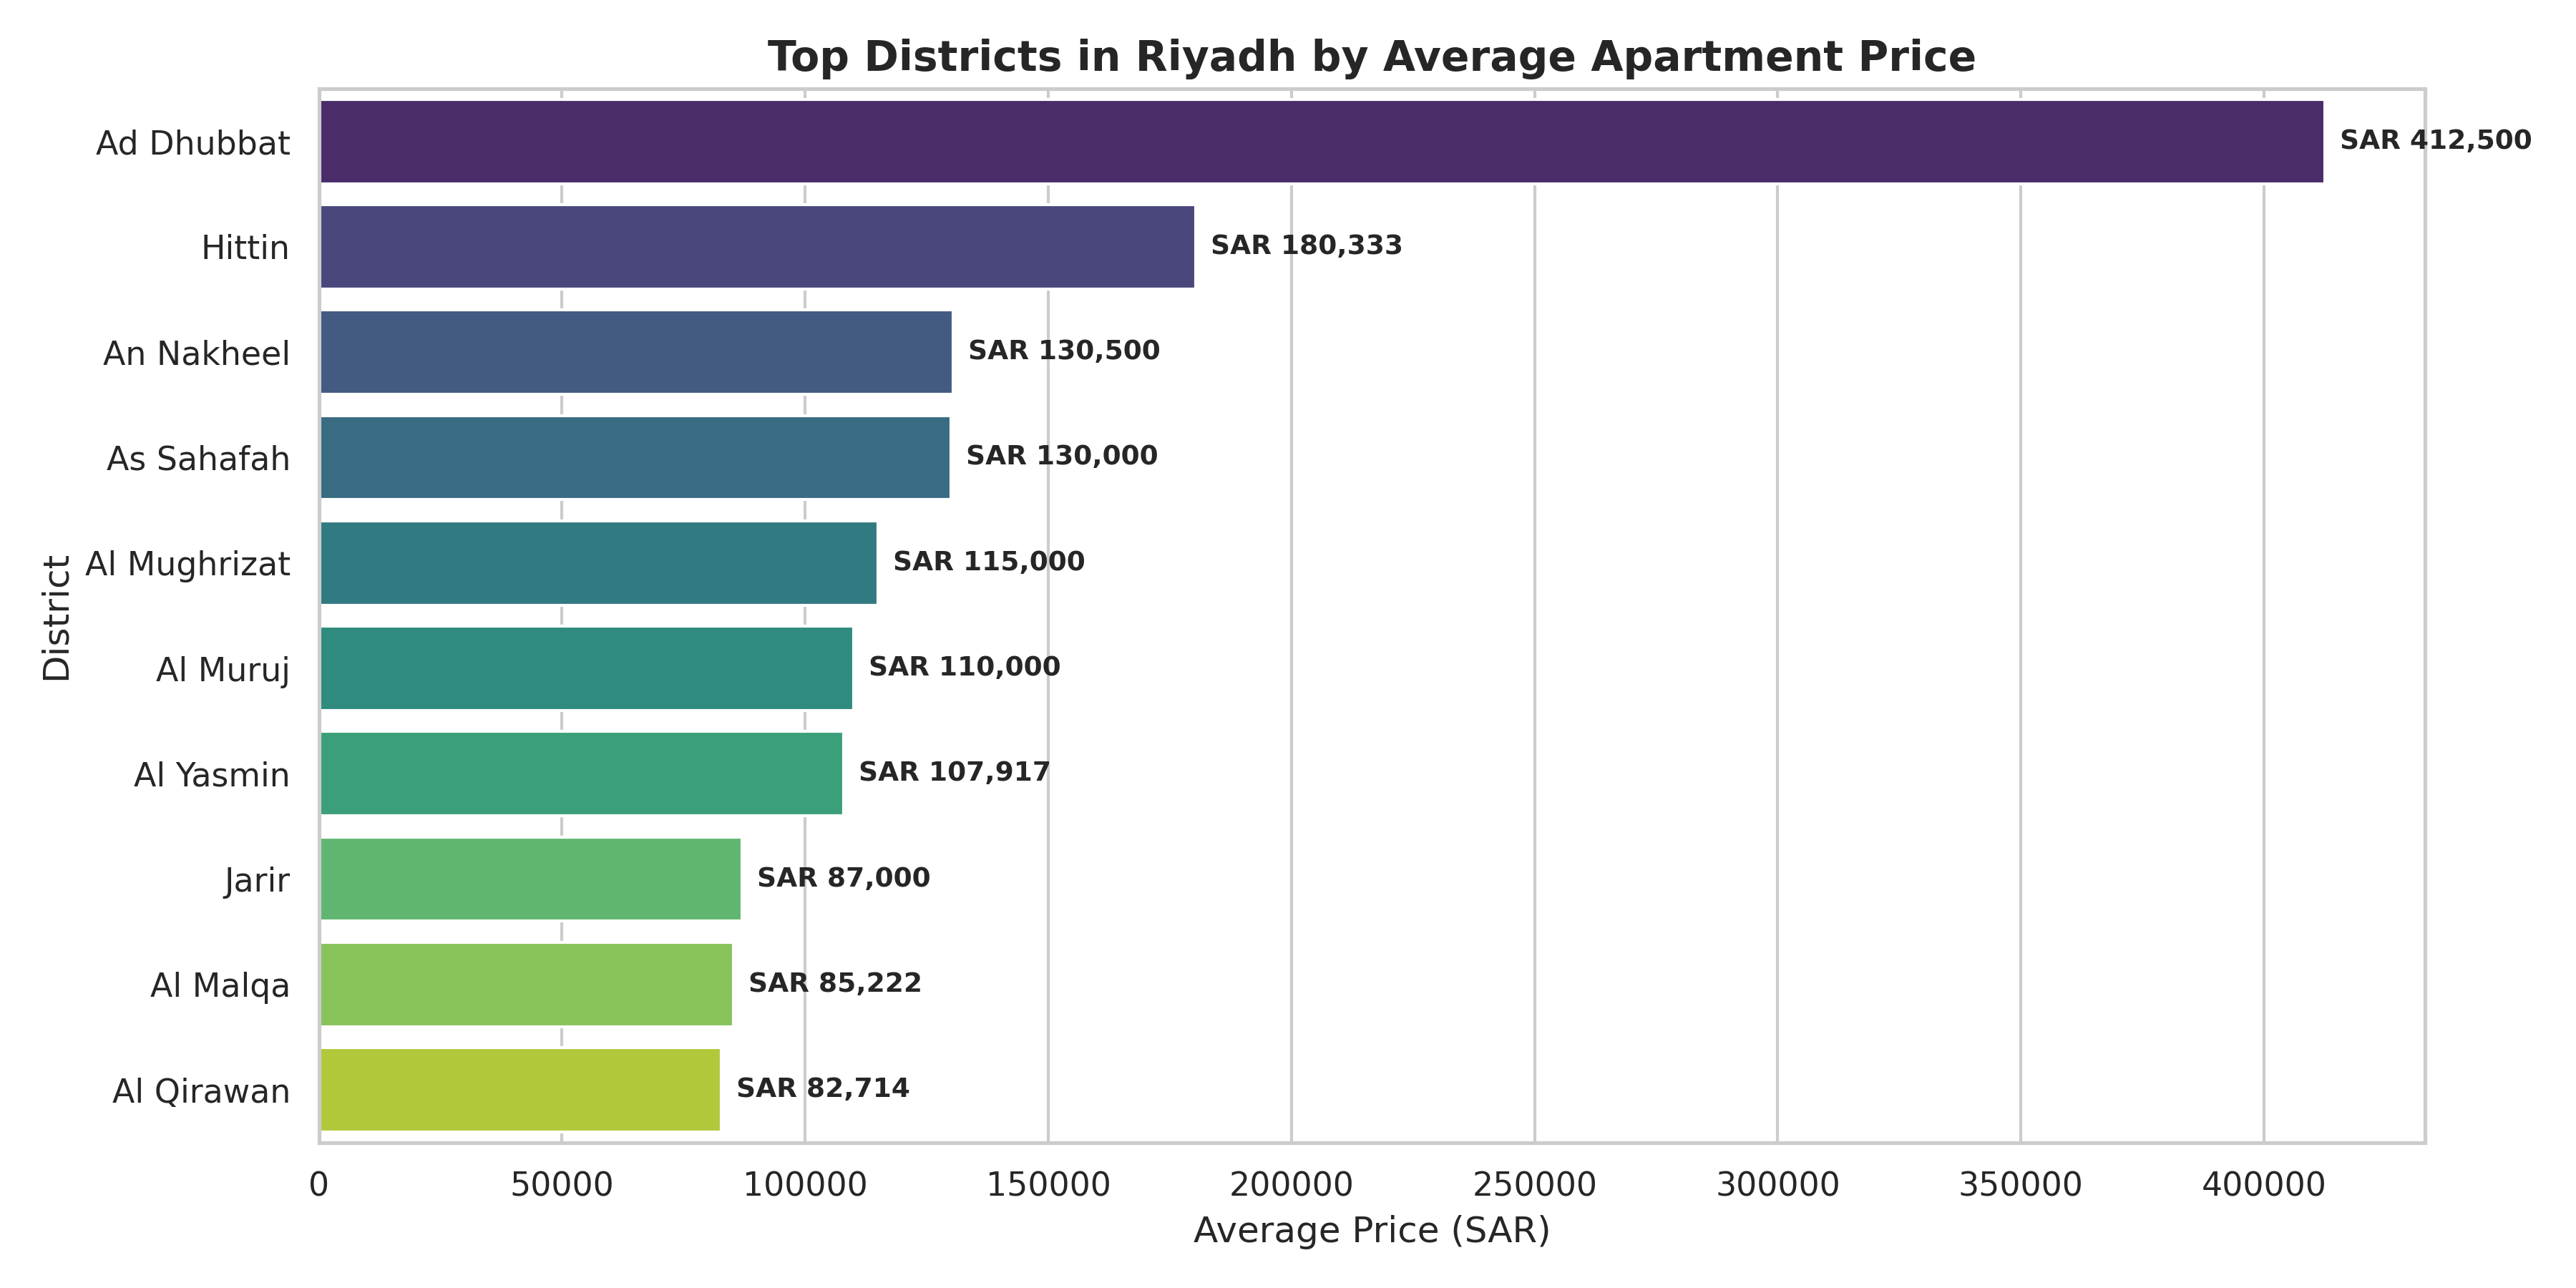 Top Districts in Riyadh by Average Apartment Price
Ad Dhubbat
SAR 412,500
Hittin
SAR 180,333
An Nakheel
SAR 130,500
As Sahafah
SAR 130,000
Al Mughrizat
SAR 115,000
Al Muruj
SAR 110,000
Al Yasmin
SAR 107,917
Jarir
SAR 87,000
Al Malqa
SAR 85,222
Al Qirawan
SAR 82,714
District
0 50000 100000 150000 200000 250000 300000 350000 400000
Average Price (SAR)